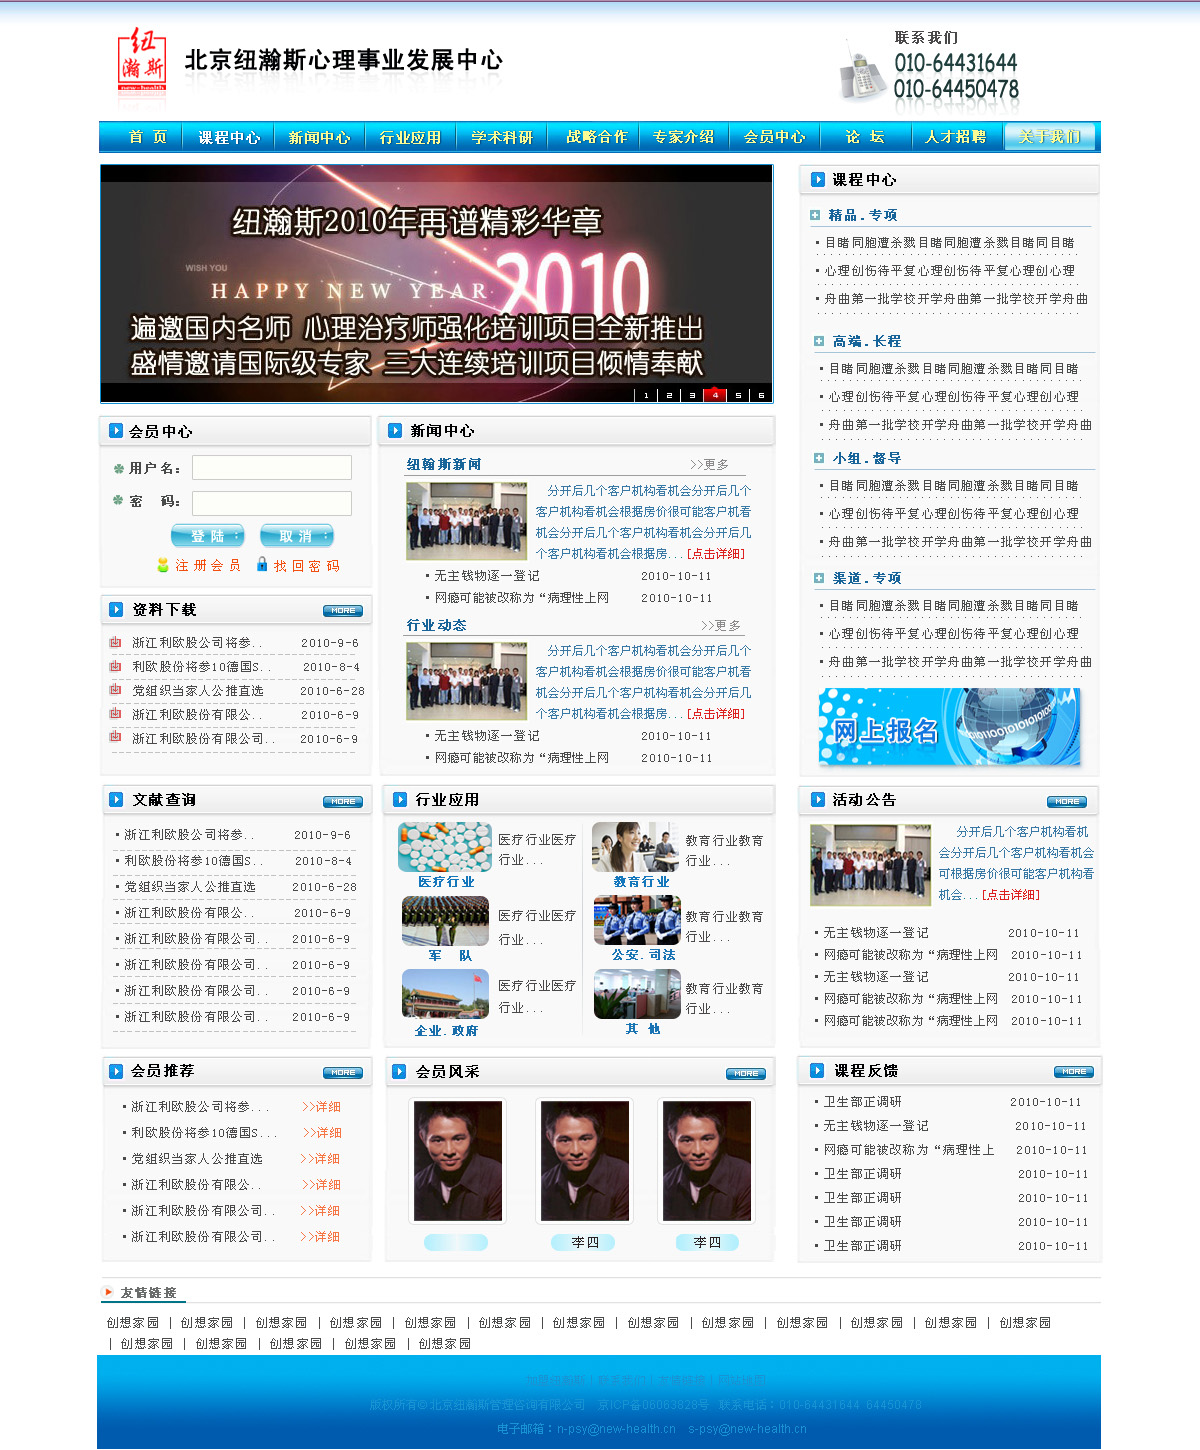 纽
瀚斯
new-health
北京纽瀚斯心理事业发展中心
联系我们
010-64431644
010-64450478
首 页 课程中心 新闻中心 行业应用 学术科研 战略合作 专家介绍 会员中心 论 坛 人才招聘 关于我们
纽瀚斯2010年再谱精彩华章
WISH YOU
2010
HAPPY NEW YEAR
遍邀国内名师 心理治疗师强化培训项目全新推出
盛情邀请国际级专家 三大连续培训项目倾情奉献
1 2 3 4 5 6
课程中心
精品.专项
目睹同胞遭杀戮目睹同胞遭杀戮目睹同目睹
心理创伤待平复心理创伤待平复心理创心理
舟曲第一批学校开学舟曲第一批学校开学舟曲
高端.长程
目睹同胞遭杀戮目睹同胞遭杀戮目睹同目睹
心理创伤待平复心理创伤待平复心理创心理
舟曲第一批学校开学舟曲第一批学校开学舟曲
小组.督导
目睹同胞遭杀戮目睹同胞遭杀戮目睹同目睹
心理创伤待平复心理创伤待平复心理创心理
舟曲第一批学校开学舟曲第一批学校开学舟曲
渠道.专项
目睹同胞遭杀戮目睹同胞遭杀戮目睹同目睹
心理创伤待平复心理创伤待平复心理创心理
舟曲第一批学校开学舟曲第一批学校开学舟曲
网上报名
会员中心
用户名：
密 码：
登 陆 取 消
注册会员 找回密码
新闻中心
纽翰斯新闻 >>更多
分开后几个客户机构看机会分开后几个
客户机构看机会根据房价很可能客户机看
机会分开后几个客户机构看机会分开后几
个客户机构看机会根据房...[点击详细]
无主钱物逐一登记 2010-10-11
网瘾可能被改称为“病理性上网 2010-10-11
行业动态 >>更多
分开后几个客户机构看机会分开后几个
客户机构看机会根据房价很可能客户机看
机会分开后几个客户机构看机会分开后几
个客户机构看机会根据房...[点击详细]
无主钱物逐一登记 2010-10-11
网瘾可能被改称为“病理性上网 2010-10-11
资料下载 MORE
浙江利欧股公司将参.. 2010-9-6
利欧股份将参10德国S.. 2010-8-4
党组织当家人公推直选 2010-6-28
浙江利欧股份有限公.. 2010-6-9
浙江利欧股份有限公司.. 2010-6-9
文献查询 MORE
浙江利欧股公司将参.. 2010-9-6
利欧股份将参10德国S.. 2010-8-4
党组织当家人公推直选 2010-6-28
浙江利欧股份有限公.. 2010-6-9
浙江利欧股份有限公司.. 2010-6-9
浙江利欧股份有限公司.. 2010-6-9
浙江利欧股份有限公司.. 2010-6-9
浙江利欧股份有限公司.. 2010-6-9
行业应用
医疗行业医疗
行业...
医疗行业
教育行业教育
行业...
教育行业
医疗行业医疗
行业...
军 队
教育行业教育
行业...
公安.司法
医疗行业医疗
行业...
企业.政府
教育行业教育
行业...
其 他
活动公告 MORE
分开后几个客户机构看机
会分开后几个客户机构看机会
可根据房价很可能客户机构看
机会...[点击详细]
无主钱物逐一登记 2010-10-11
网瘾可能被改称为“病理性上网 2010-10-11
无主钱物逐一登记 2010-10-11
网瘾可能被改称为“病理性上网 2010-10-11
网瘾可能被改称为“病理性上网 2010-10-11
会员推荐 MORE
浙江利欧股公司将参... >>详细
利欧股份将参10德国S... >>详细
党组织当家人公推直选 >>详细
浙江利欧股份有限公.. >>详细
浙江利欧股份有限公司.. >>详细
浙江利欧股份有限公司.. >>详细
会员风采 MORE
李四 李四
课程反馈 MORE
卫生部正调研 2010-10-11
无主钱物逐一登记 2010-10-11
网瘾可能被改称为“病理性上 2010-10-11
卫生部正调研 2010-10-11
卫生部正调研 2010-10-11
卫生部正调研 2010-10-11
卫生部正调研 2010-10-11
友情链接
创想家园 | 创想家园 | 创想家园 | 创想家园 | 创想家园 | 创想家园 | 创想家园 | 创想家园 | 创想家园 | 创想家园 | 创想家园 | 创想家园 | 创想家园
| 创想家园 | 创想家园 | 创想家园 | 创想家园 | 创想家园
版权所有©北京纽瀚斯管理咨询有限公司 京ICP备06063828号 联系电话：010-64431644 64450478
电子邮箱：n-psy@new-health.cn s-psy@new-health.cn